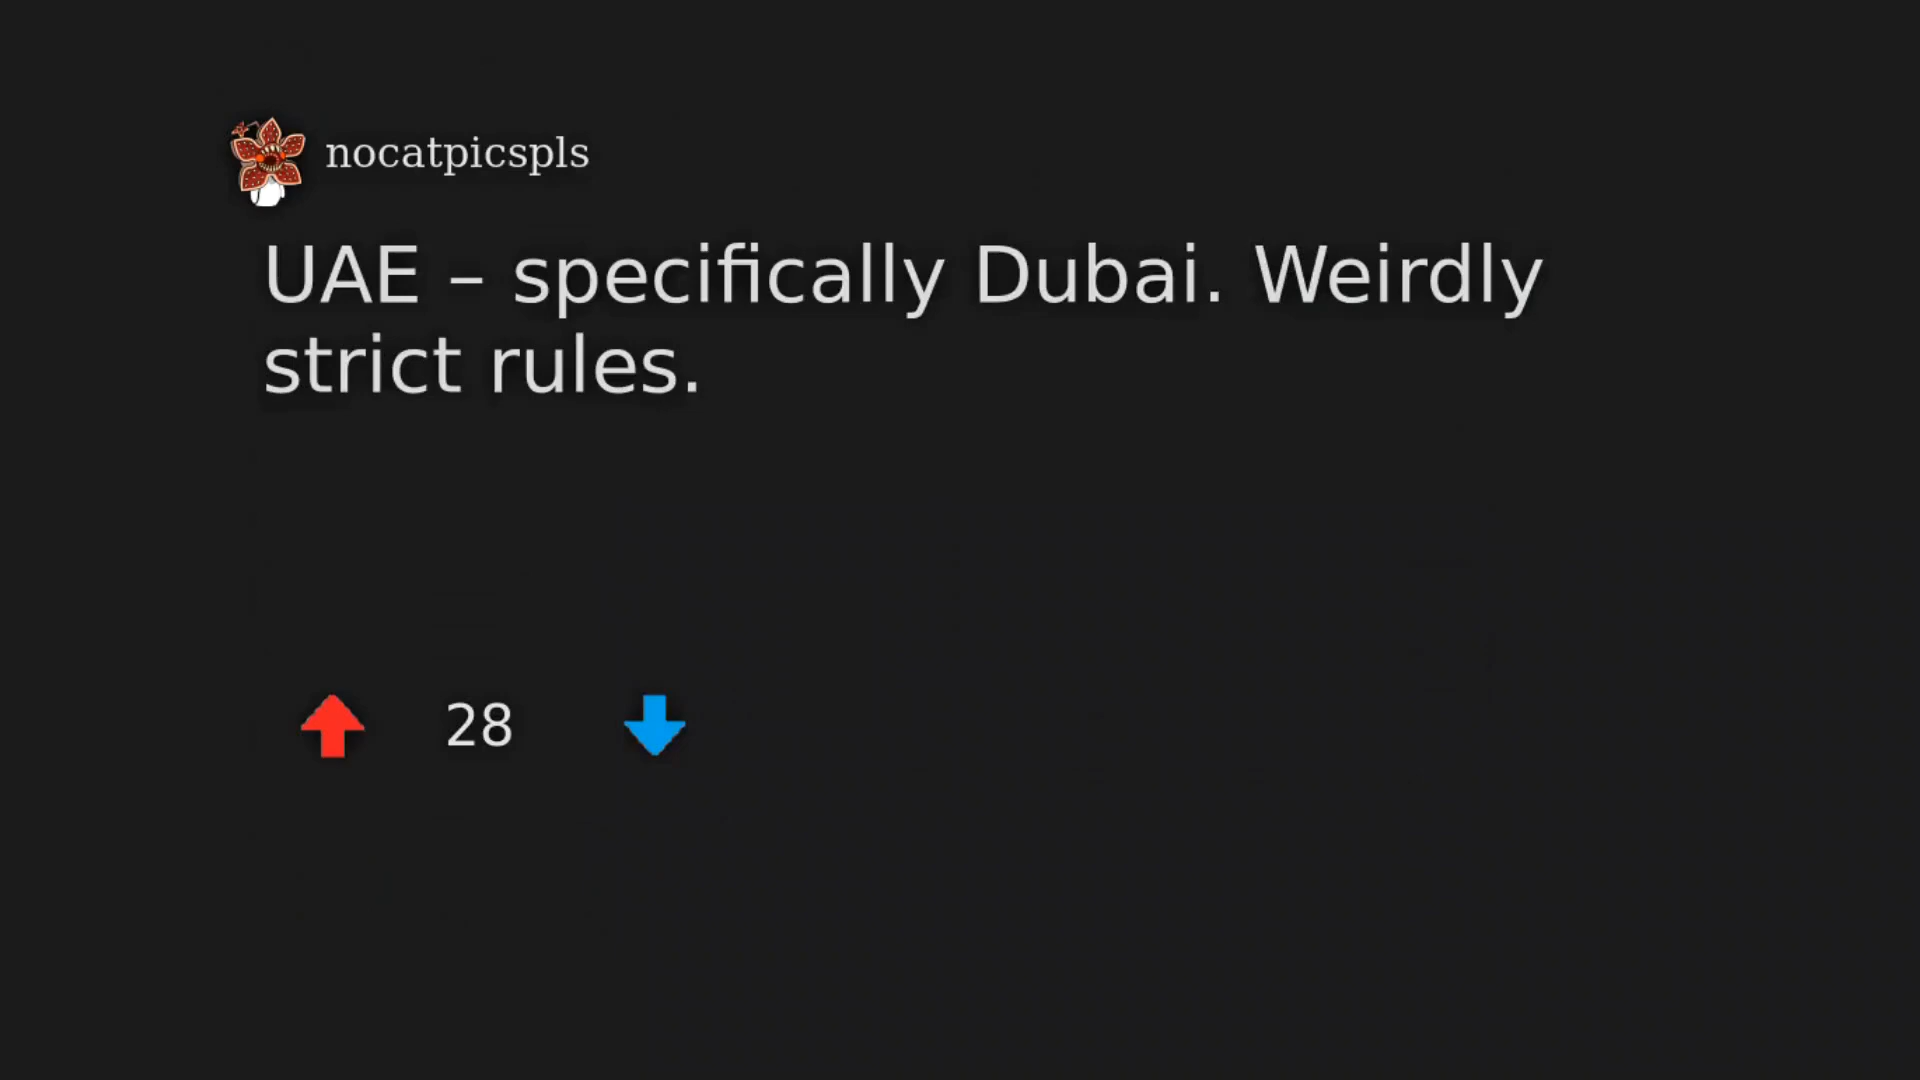 nocatpicspls
UAE – specifically Dubai. Weirdly
strict rules.
28